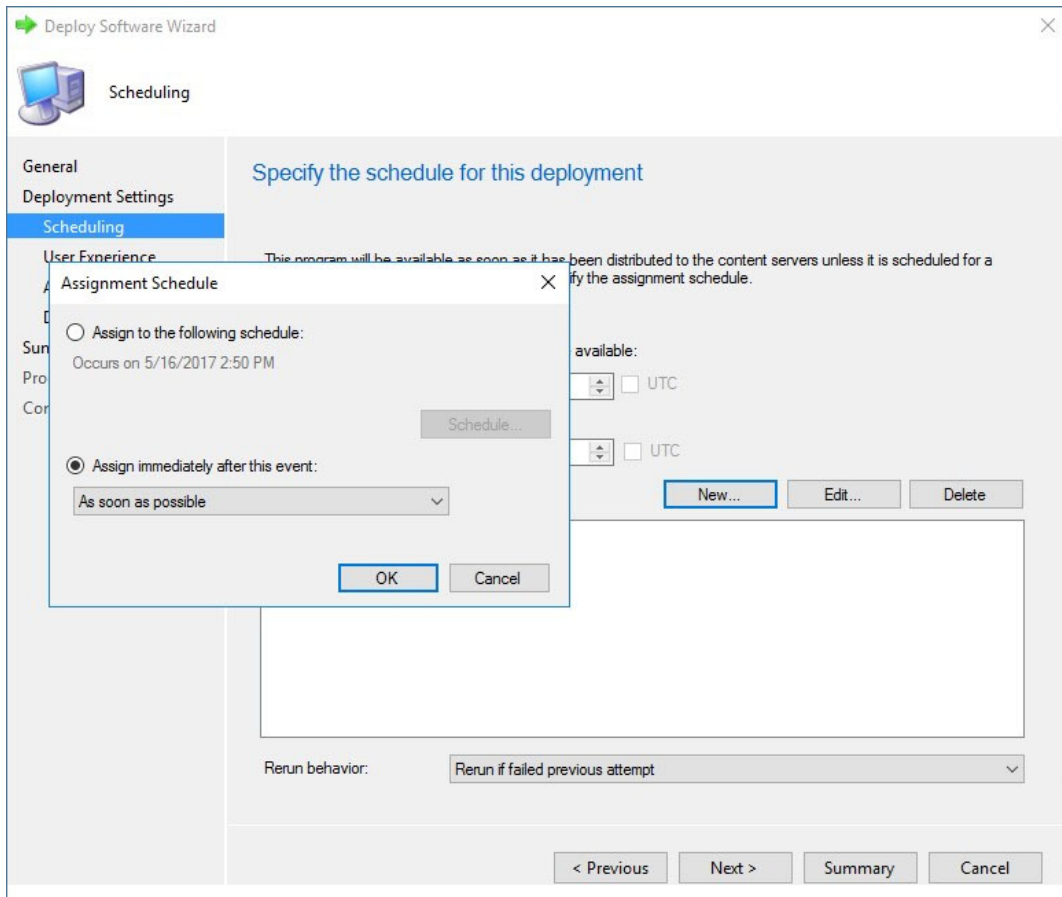 Deploy Software Wizard
Scheduling
General
Deployment Settings
Scheduling
User Experience
Sun
Pro
Cor
Specify the schedule for this deployment
This program will be available as soon as it has been distributed to the content servers unless it is scheduled for a
ify the assignment schedule.
available:
UTC
UTC
New...
Edit...
Delete
Assignment Schedule
Assign to the following schedule:
Occurs on 5/16/2017 2:50 PM
Schedule...
Assign immediately after this event:
As soon as possible
OK
Cancel
Rerun behavior:
Rerun if failed previous attempt
< Previous
Next >
Summary
Cancel